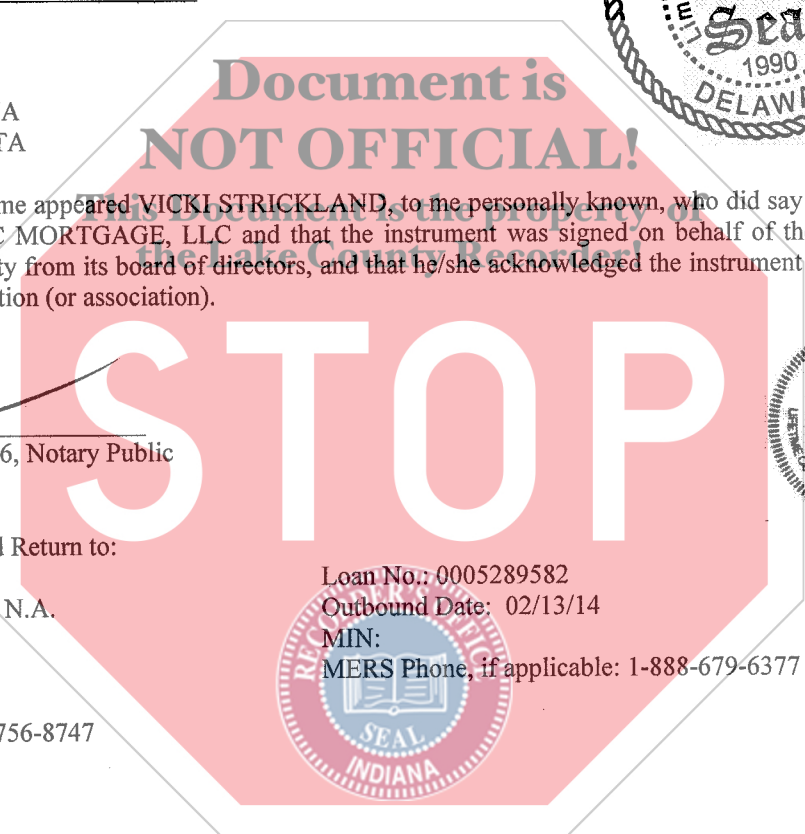 Sea
1990
DELAW
Document is
NOT OFFICIAL!
This Document is the property of
the Lake County Recorder!
A
TA
me appeared VICKI STRICKLAND, to me personally known, who did say
C MORTGAGE, LLC and that the instrument was signed on behalf of th
ty from its board of directors, and that he/she acknowledged the instrument
tion (or association).
STOP
6, Notary Public
d Return to:
Loan No.: 0005289582
N.A.
Outbound Date: 02/13/14
MIN:
MERS Phone, if applicable: 1-888-679-6377
756-8747
RECORDER'S OFFICE
SEAL
INDIANA